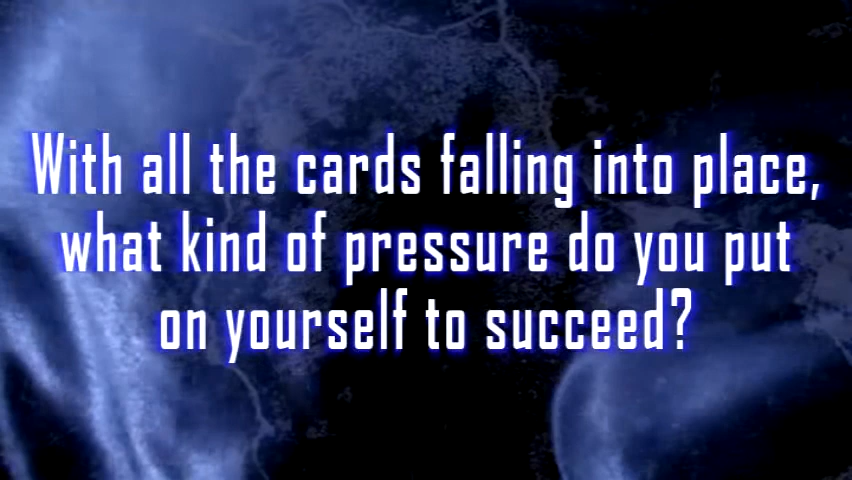 With all the cards falling into place,
what kind of pressure do you put
on yourself to succeed?